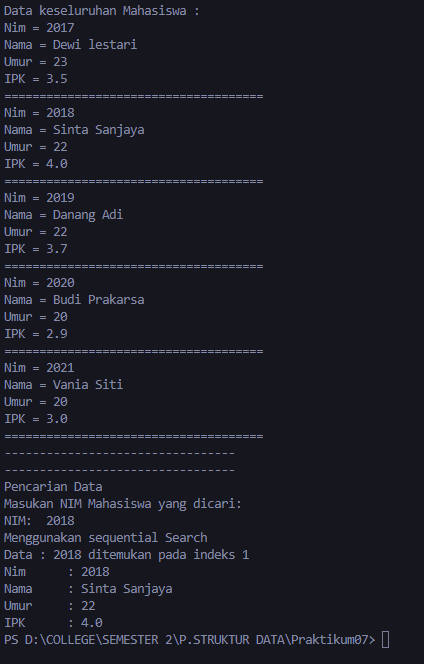 Data keseluruhan Mahasiswa :
Nim = 2017
Nama = Dewi lestari
Umur = 23
IPK = 3.5
=====================================
Nim = 2018
Nama = Sinta Sanjaya
Umur = 22
IPK = 4.0
=====================================
Nim = 2019
Nama = Danang Adi
Umur = 22
IPK = 3.7
=====================================
Nim = 2020
Nama = Budi Prakarsa
Umur = 20
IPK = 2.9
=====================================
Nim = 2021
Nama = Vania Siti
Umur = 20
IPK = 3.0
=====================================
---------------------------------
---------------------------------
Pencarian Data
Masukan NIM Mahasiswa yang dicari:
NIM:  2018
Menggunakan sequential Search
Data : 2018 ditemukan pada indeks 1
Nim      : 2018
Nama     : Sinta Sanjaya
Umur     : 22
IPK      : 4.0
PS D:\COLLEGE\SEMESTER 2\P.STRUKTUR DATA\Praktikum07>